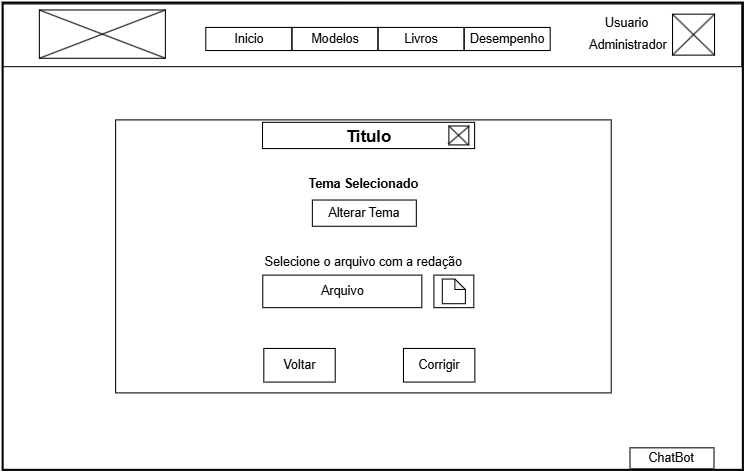 Inicio
Modelos
Livros
Desempenho
Usuario
Administrador
Titulo
Tema Selecionado
Alterar Tema
Selecione o arquivo com a redação
Arquivo
Voltar
Corrigir
ChatBot